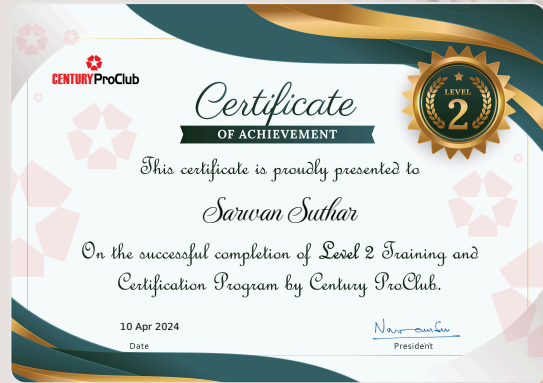 CENTURY ProClub
Certificate
OF ACHIEVEMENT
LEVEL
2
This certificate is proudly presented to
Sarwan Suthar
On the successful completion of Level 2 Training and
Certification Program by Century ProClub.
10 Apr 2024
Date
President